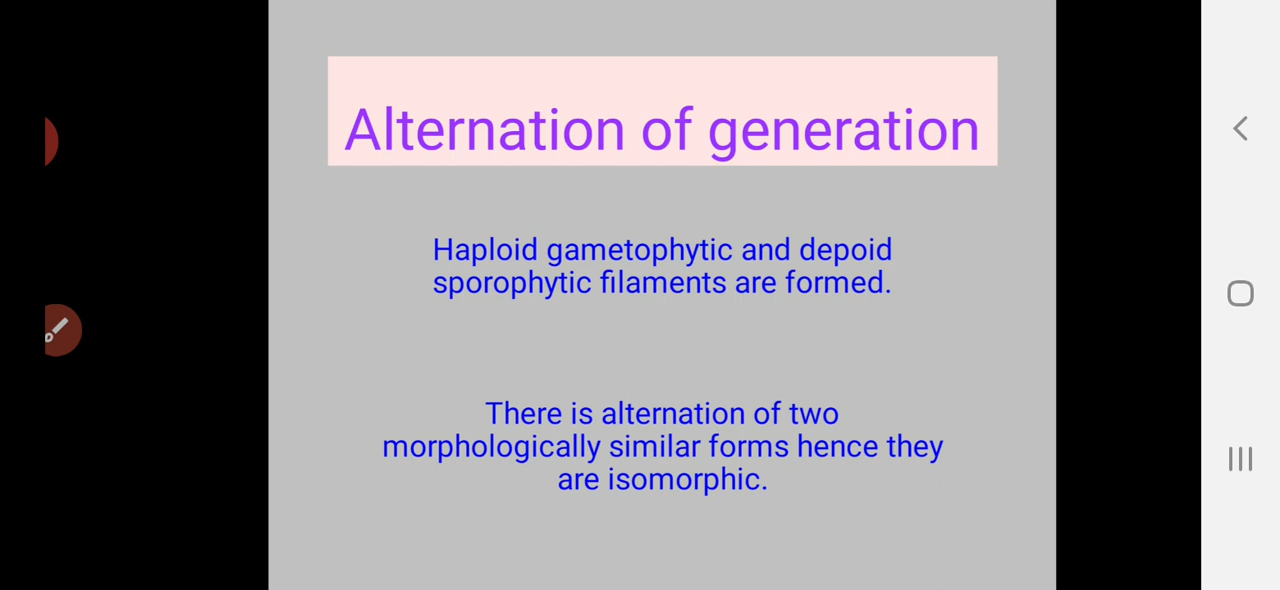 Alternation of generation
Haploid gametophytic and depoid
sporophytic filaments are formed.
There is alternation of two
morphologically similar forms hence they
are isomorphic.